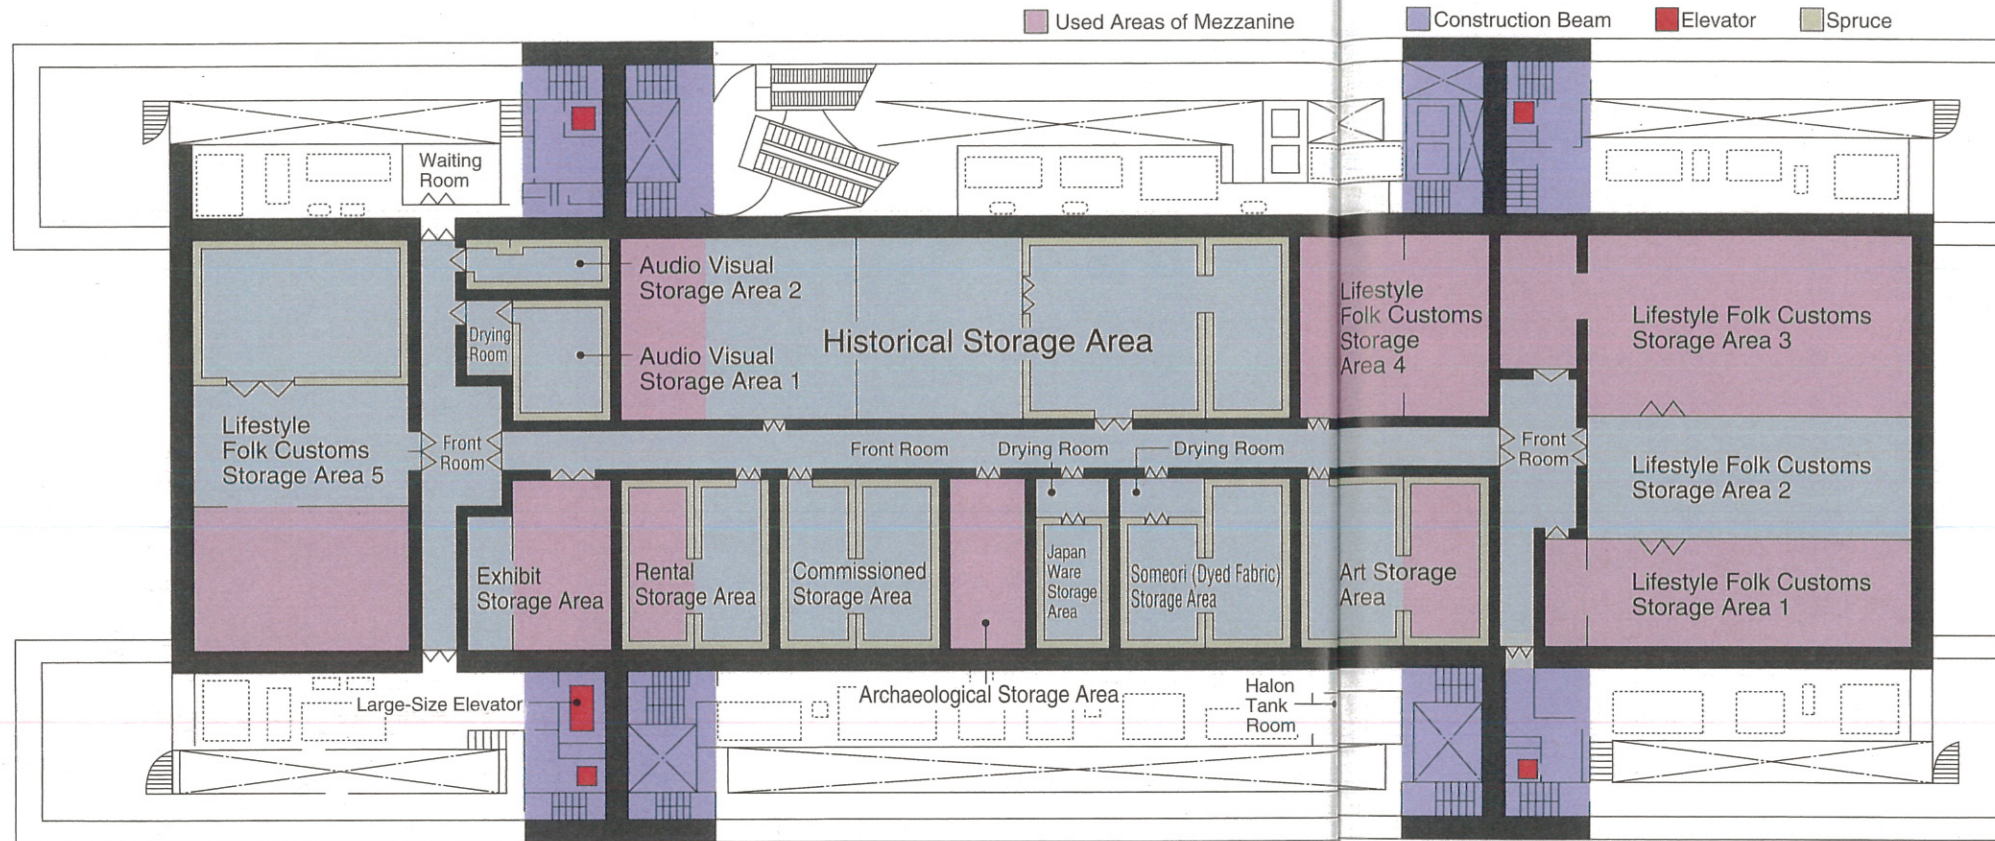 Used Areas of Mezzanine
Construction Beam
Elevator
Spruce
Waiting
Room
Audio Visual
Storage Area 2
Drying
Room
Audio Visual
Storage Area 1
Historical Storage Area
Lifestyle
Folk Customs
Storage
Area 4
Lifestyle Folk Customs
Storage Area 3
Lifestyle
Folk Customs
Storage Area 5
Front
Room
Front Room
Drying Room
Drying Room
Front
Room
Lifestyle Folk Customs
Storage Area 2
Exhibit
Storage Area
Rental
Storage Area
Commissioned
Storage Area
Japan
Ware
Storage
Area
Someori (Dyed Fabric)
Storage Area
Art Storage
Area
Lifestyle Folk Customs
Storage Area 1
Large-Size Elevator
Archaeological Storage Area
Halon
Tank
Room